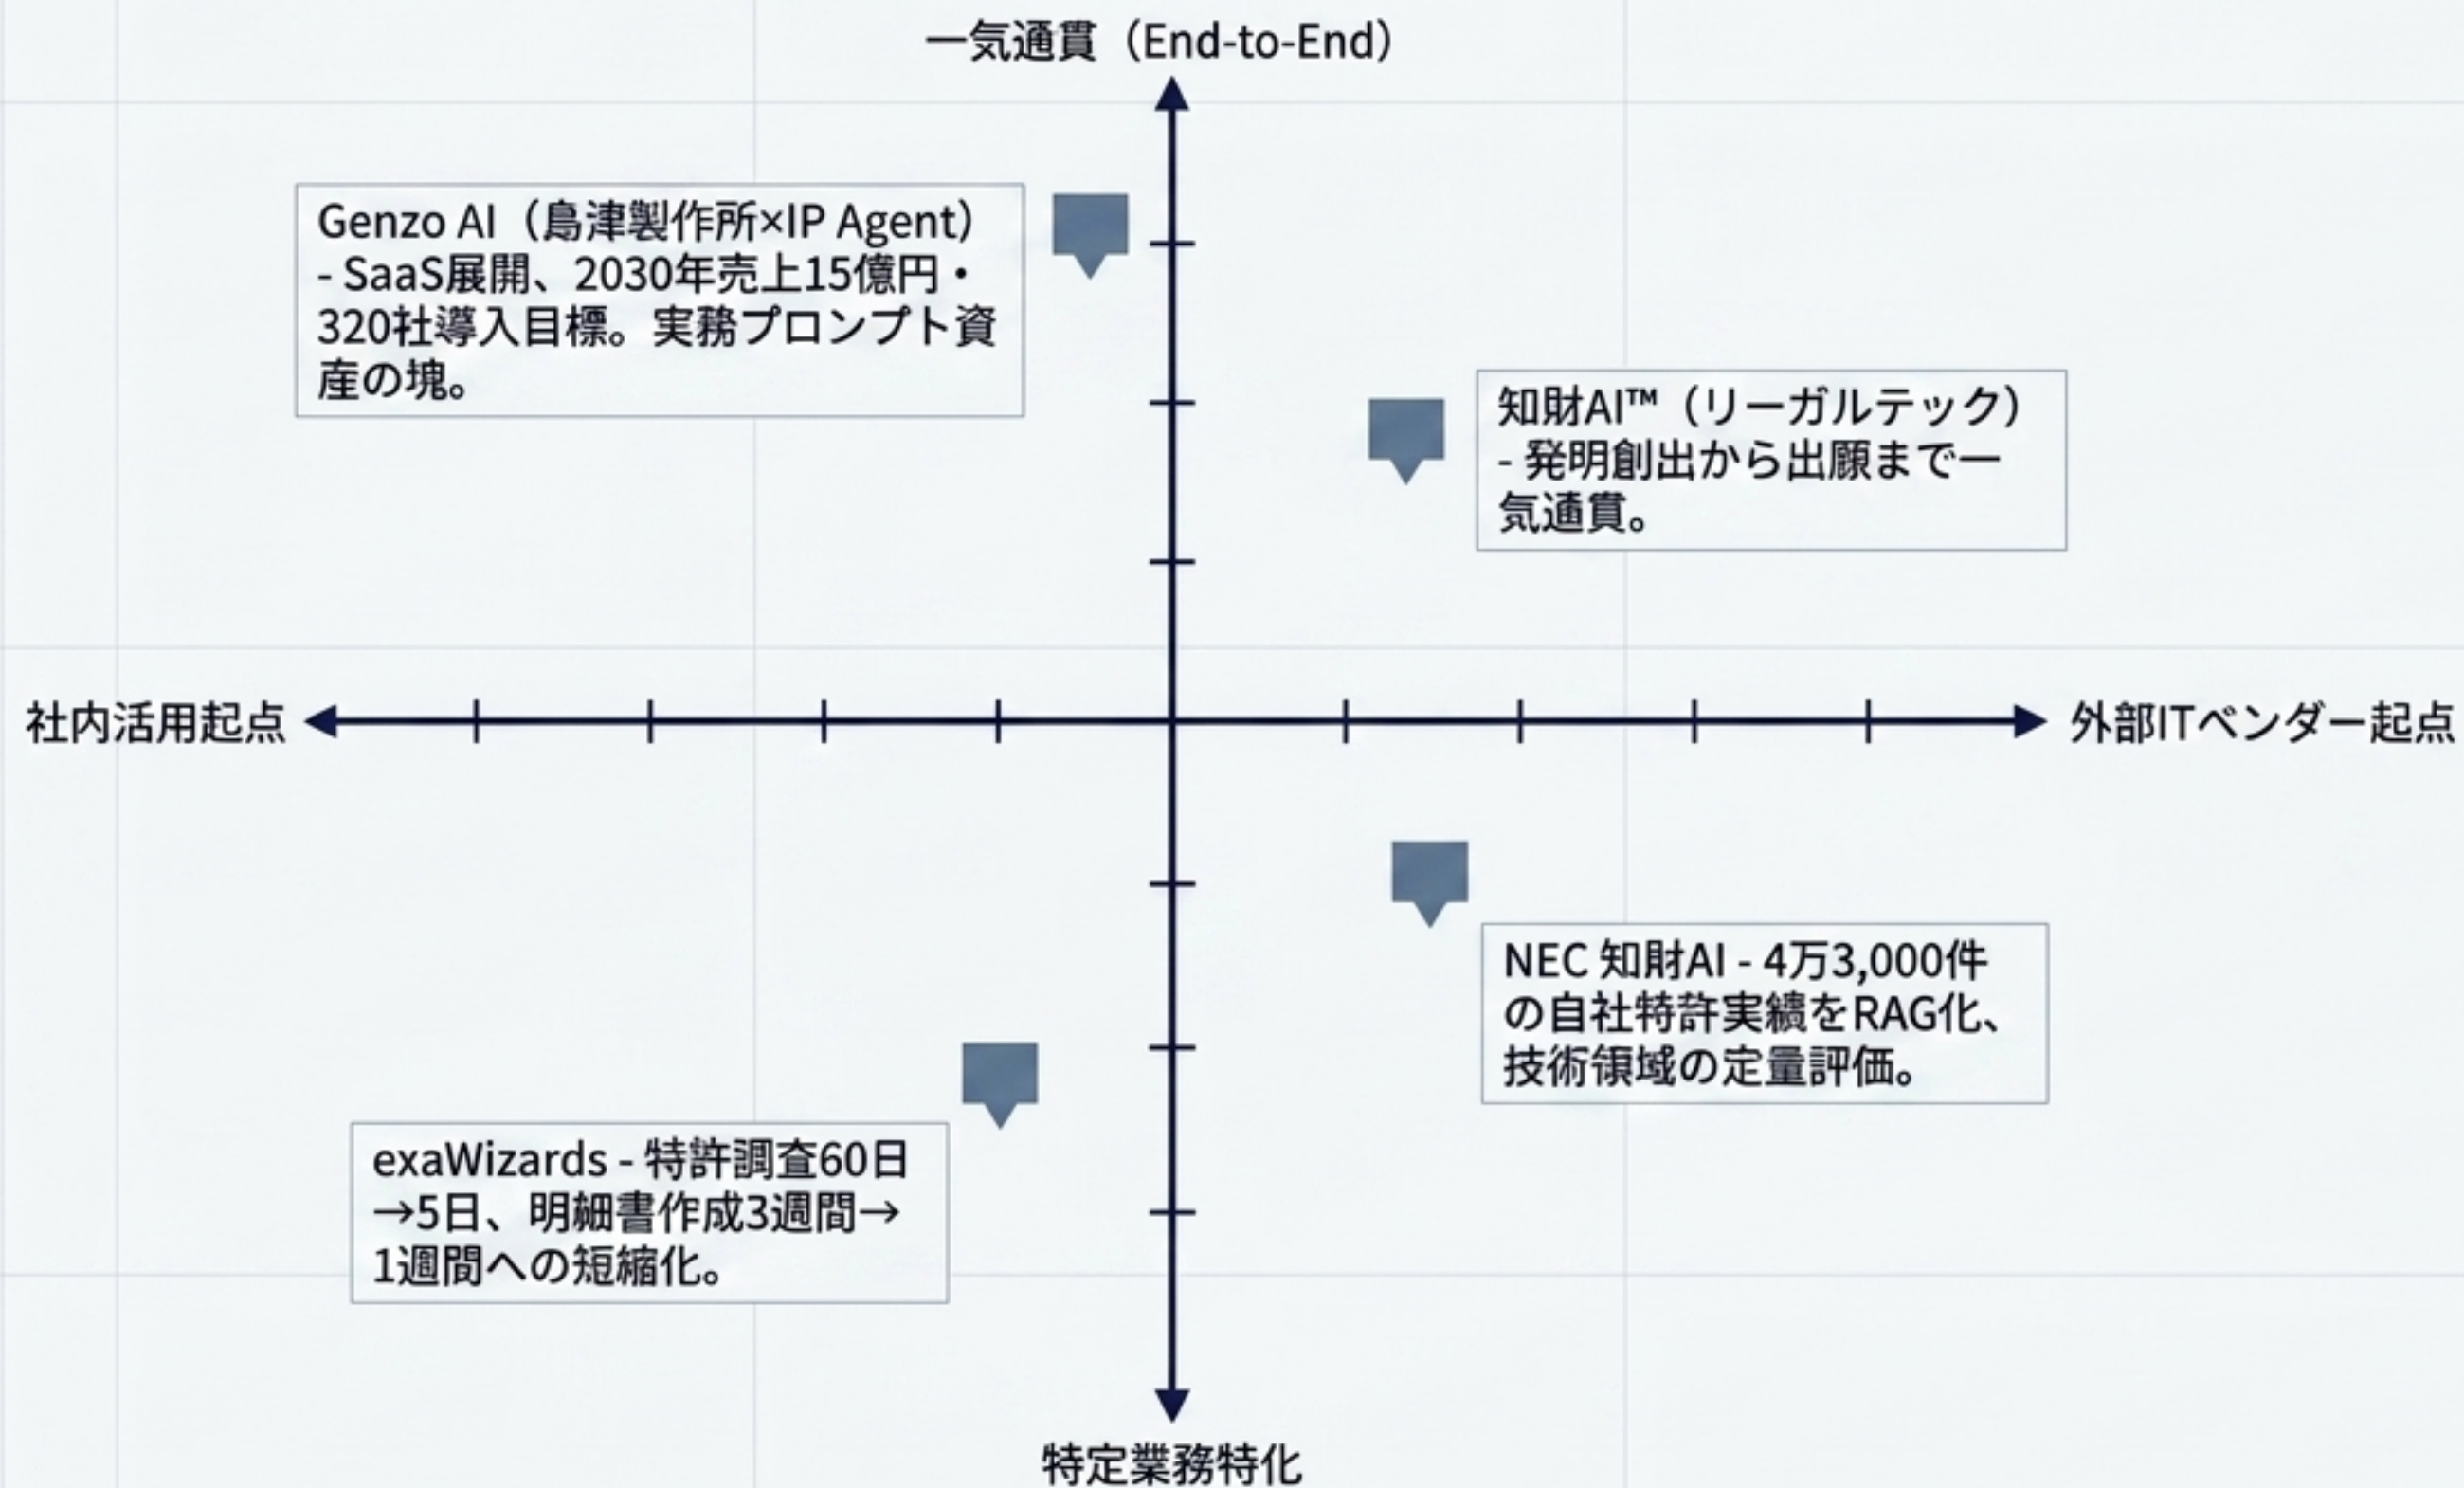 一気通貫（End-to-End）
Genzo AI（島津製作所×IP Agent）
- SaaS展開、2030年売上15億円・
320社導入目標。実務プロンプト資
産の塊。
知財AI™（リーガルテック）
- 発明創出から出願まで一
気通貫。
社内活用起点
外部ITベンダー起点
NEC 知財AI - 4万3,000件
の自社特許実績をRAG化、
技術領域の定量評価。
exaWizards - 特許調査60日
→5日、明細書作成3週間→
1週間への短縮化。
特定業務特化